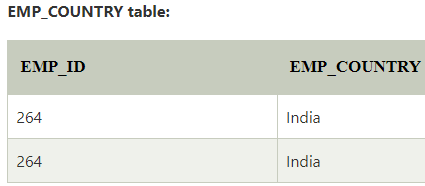 EMP_COUNTRY table:
EMP_ID EMP_COUNTRY
264 India
264 India